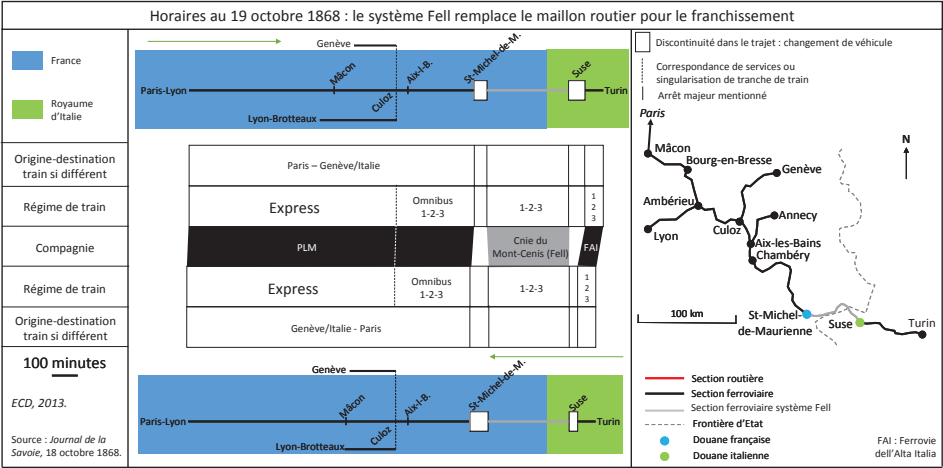 Horaires au 19 octobre 1868 : le système Fell remplace le maillon routier pour le franchissement
France
Royaume
d'Italie
Origine-destination
train si différent
Régime de train
Compagnie
Régime de train
Origine-destination
train si différent
100 minutes
ECD, 2013.
Source : Journal de la
Savoie, 18 octobre 1868.
Genève
Paris-Lyon
Mâcon
Culoz
Aix-l-B.
St-Michel-de-M.
Suse
Turin
Lyon-Brotteaux
Paris – Genève/Italie
Express
Omnibus
1-2-3
1-2-3
1
2
3
PLM
Cnie du
Mont-Cenis (Fell)
FAI
Express
Omnibus
1-2-3
1-2-3
1
2
3
Genève/Italie - Paris
Genève
Paris-Lyon
Mâcon
Culoz
Aix-l-B.
St-Michel-de-M.
Suse
Turin
Lyon-Brotteaux
Discontinuité dans le trajet : changement de véhicule
Correspondance de services ou
singularisation de tranche de train
Arrêt majeur mentionné
Paris
N
Mâcon
Bourg-en-Bresse
Genève
Ambérieu
Annecy
Lyon
Culoz
Aix-les-Bains
Chambéry
100 km
St-Michel-
de-Maurienne
Suse
Turin
Section routière
Section ferroviaire
Section ferroviaire système Fell
Frontière d'Etat
Douane française
Douane italienne
FAI : Ferrovie
dell'Alta Italia